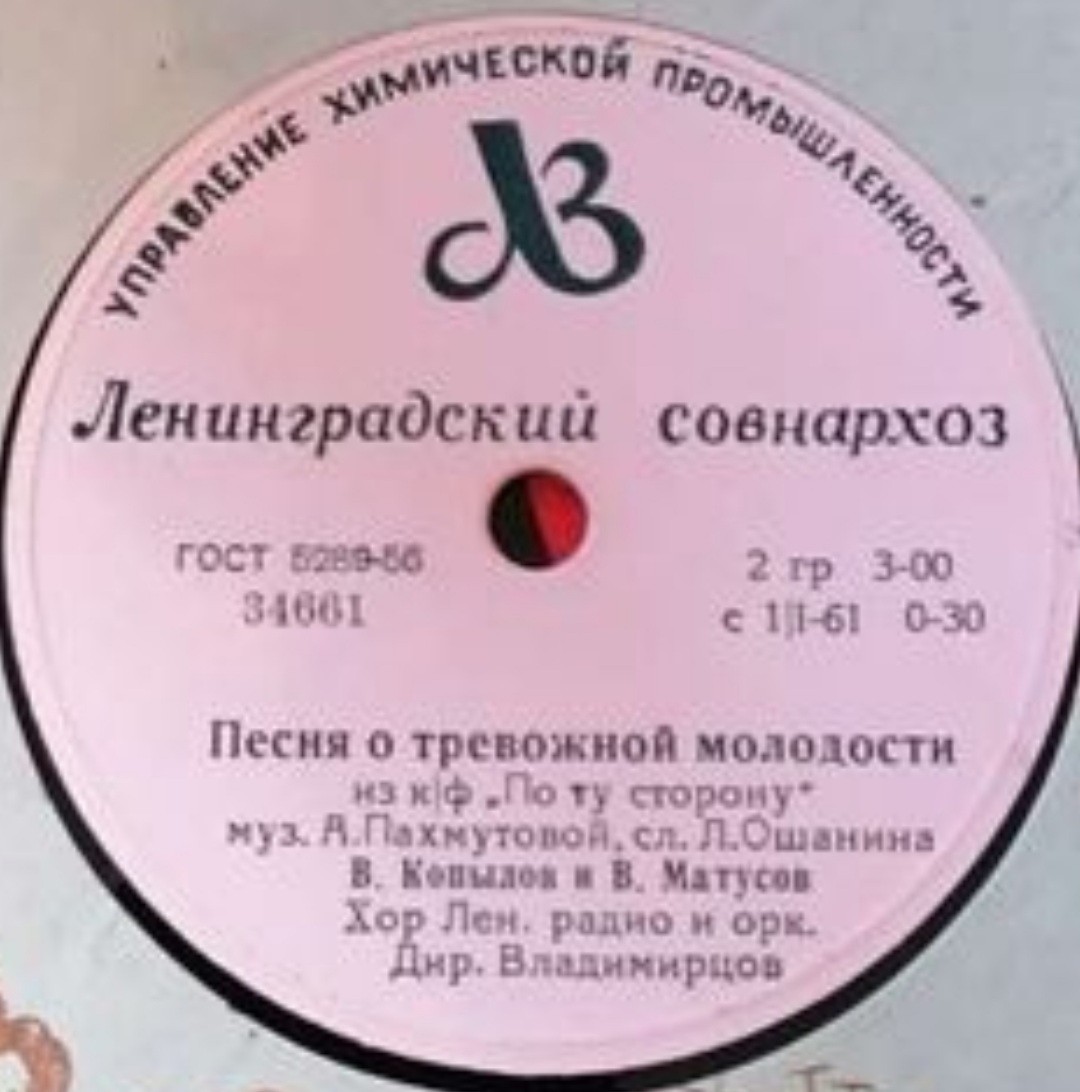 УПРАВЛЕНИЕ ХИМИЧЕСКОЙ ПРОМЫШЛЕННОСТИ
Ленинградский совнархоз
ГОСТ 5289-56
34661
2 гр 3-00
с 1|I-61 0-30
Песня о тревожной молодости
из к|ф „По ту сторону“
муз. А.Пахмутовой, сл. Л.Ошанина
В. Копылов и В. Матусов
Хор Лен. радио и орк.
Дир. Владимирцов